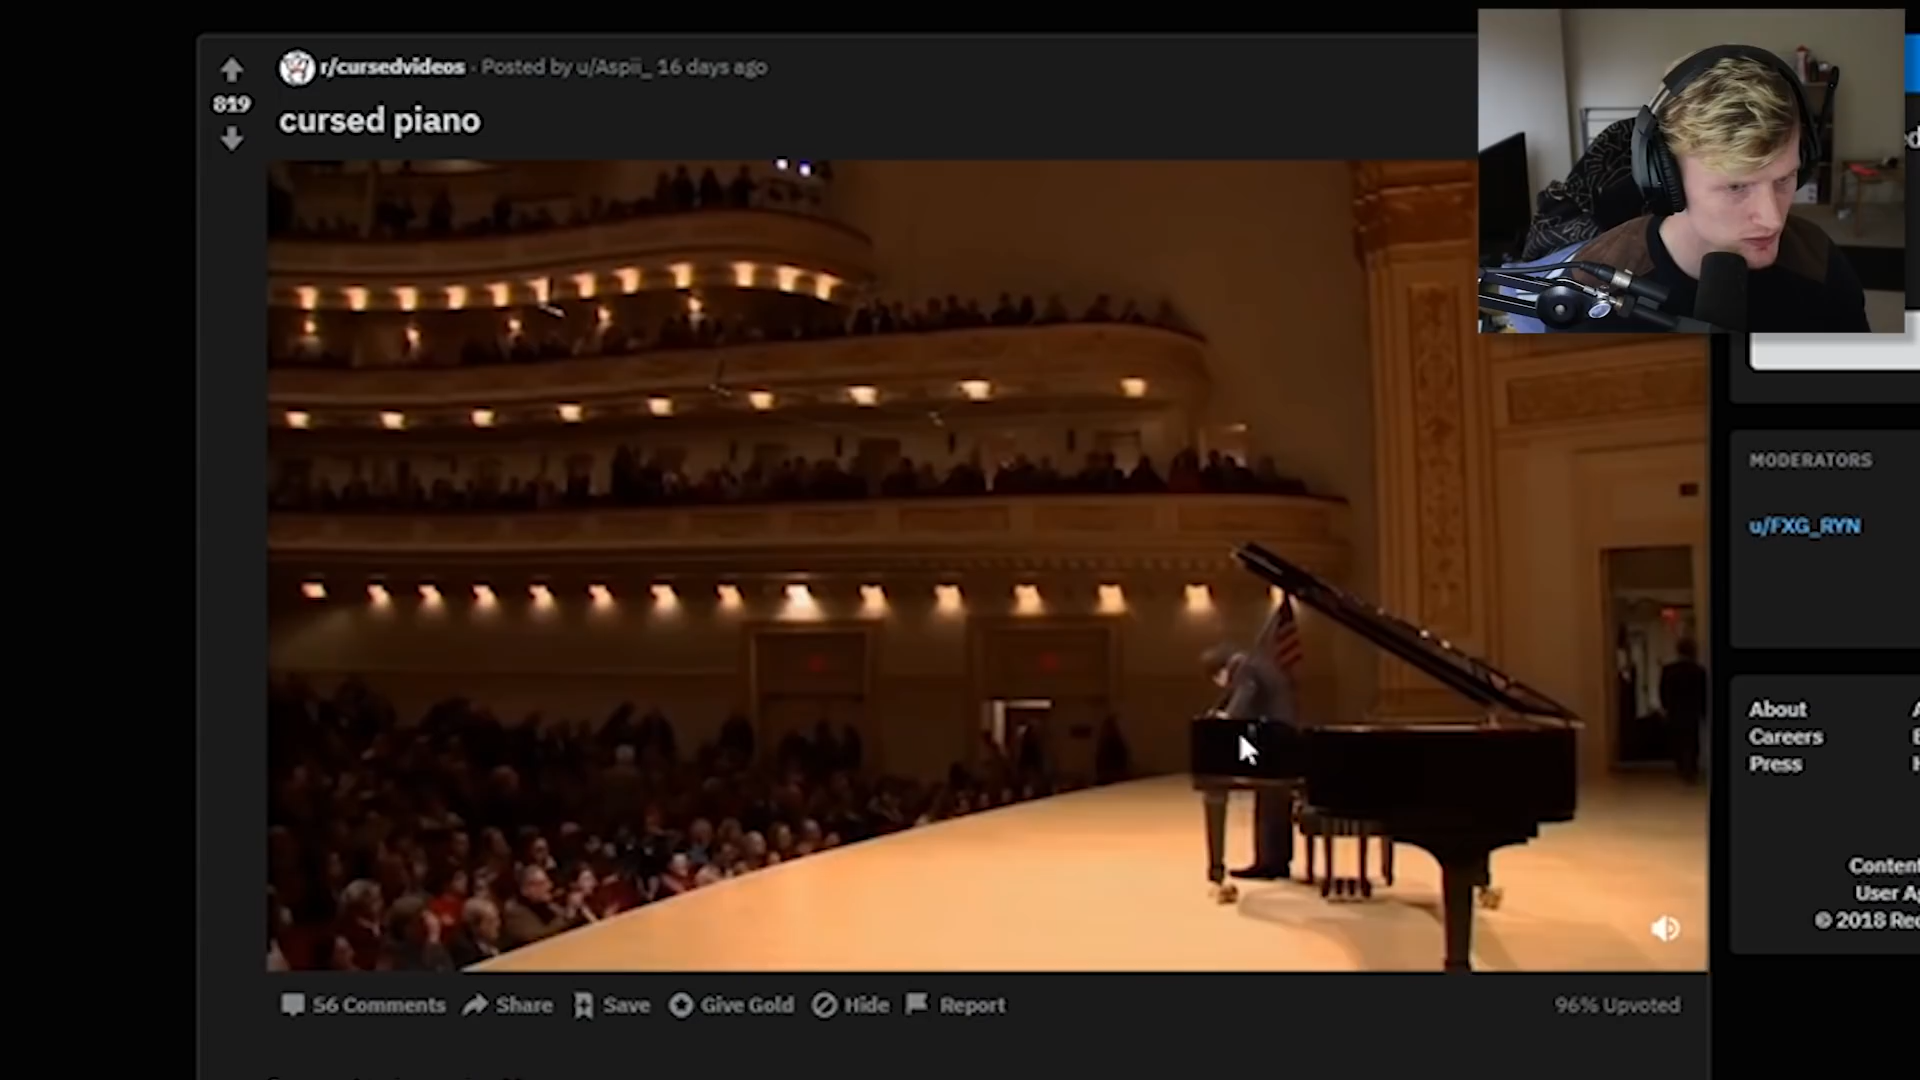 r/cursedvideos · Posted by u/Aspii_ 16 days ago
819
cursed piano
MODERATORS
u/FXG_RYN
About
Careers
Press
Content
User
© 2018
56 Comments Share Save Give Gold Hide Report
96% Upvoted